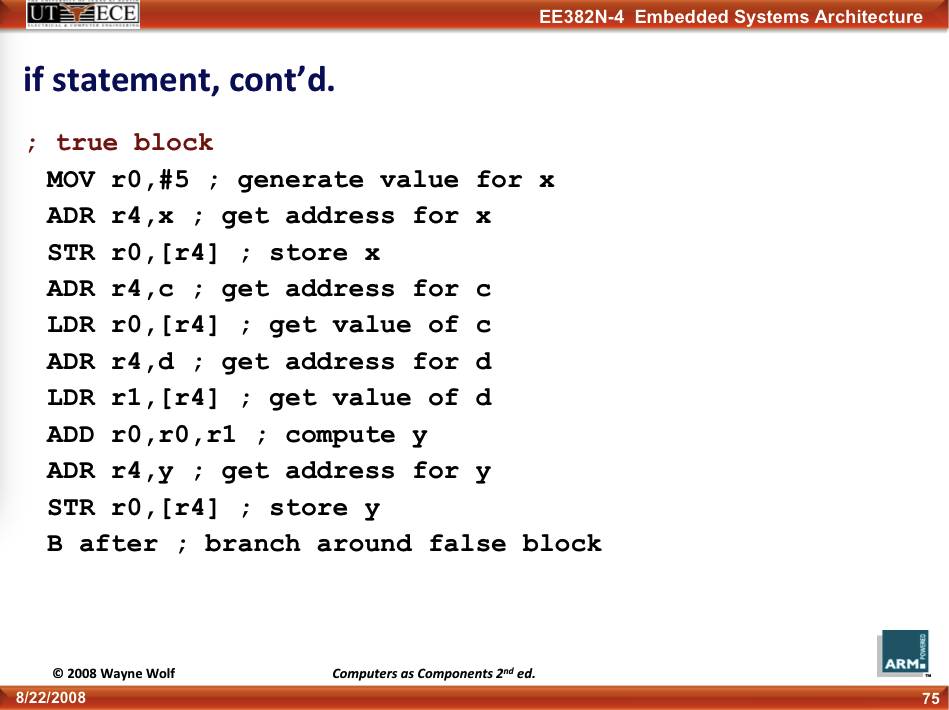 UT ECE
EE382N-4 Embedded Systems Architecture
if statement, cont’d.
; true block
MOV r0,#5 ; generate value for x
ADR r4,x ; get address for x
STR r0,[r4] ; store x
ADR r4,c ; get address for c
LDR r0,[r4] ; get value of c
ADR r4,d ; get address for d
LDR r1,[r4] ; get value of d
ADD r0,r0,r1 ; compute y
ADR r4,y ; get address for y
STR r0,[r4] ; store y
B after ; branch around false block
ARM POWERED ™
© 2008 Wayne Wolf
Computers as Components 2nd ed.
8/22/2008
75